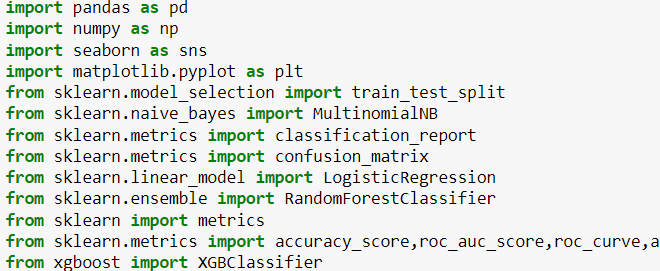 import pandas as pd
import numpy as np
import seaborn as sns
import matplotlib.pyplot as plt
from sklearn.model_selection import train_test_split
from sklearn.naive_bayes import MultinomialNB
from sklearn.metrics import classification_report
from sklearn.metrics import confusion_matrix
from sklearn.linear_model import LogisticRegression
from sklearn.ensemble import RandomForestClassifier
from sklearn import metrics
from sklearn.metrics import accuracy_score,roc_auc_score,roc_curve,a
from xgboost import XGBClassifier